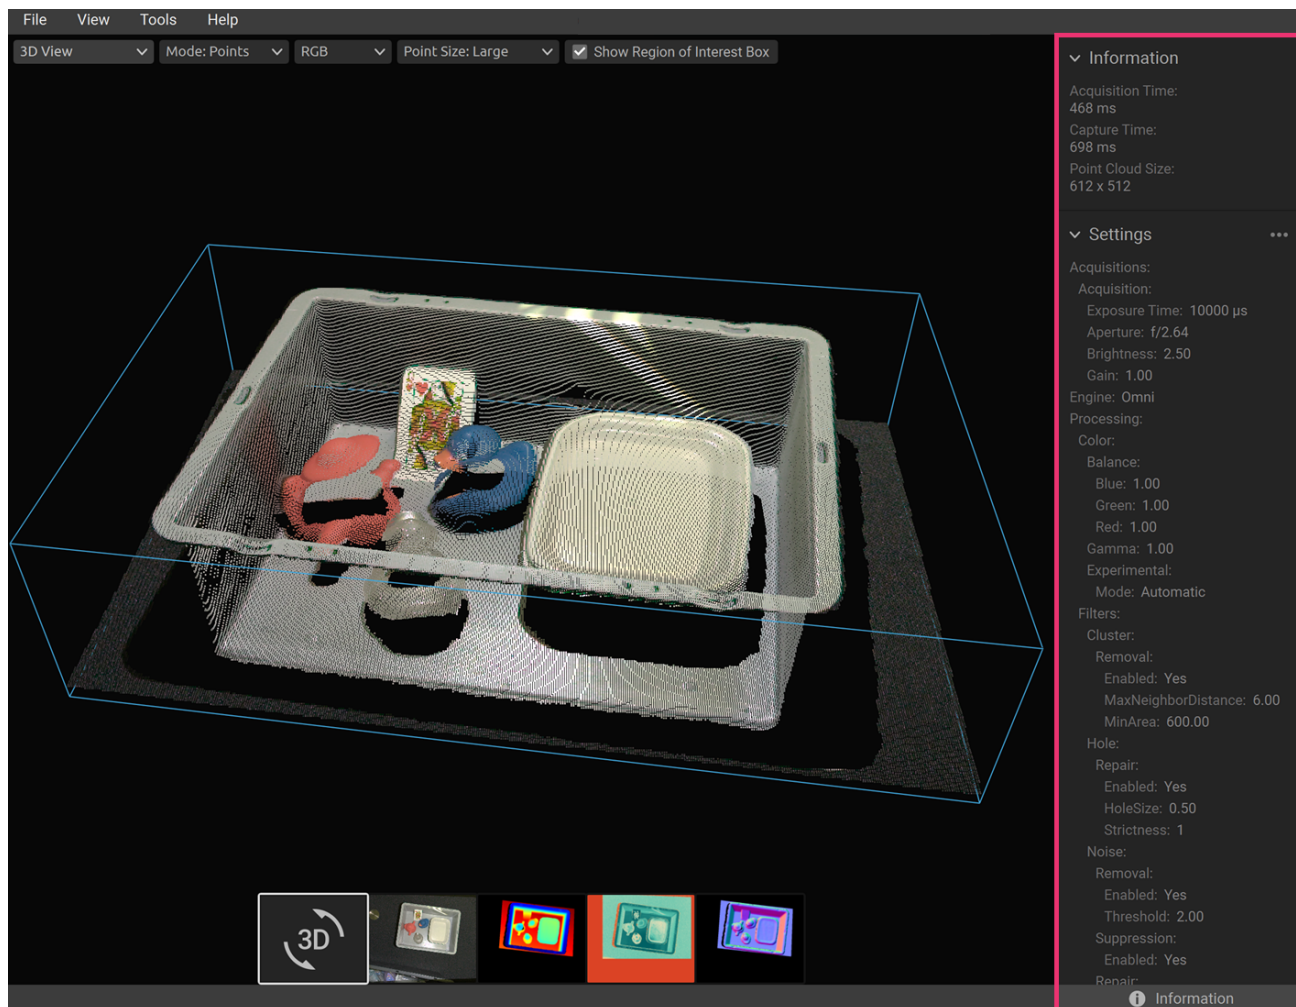 File View Tools Help
3D View Mode: Points RGB Point Size: Large Show Region of Interest Box
Information
Acquisition Time:
468 ms
Capture Time:
698 ms
Point Cloud Size:
612 x 512
Settings
Acquisitions:
Acquisition:
Exposure Time: 10000 µs
Aperture: f/2.64
Brightness: 2.50
Gain: 1.00
Engine: Omni
Processing:
Color:
Balance:
Blue: 1.00
Green: 1.00
Red: 1.00
Gamma: 1.00
Experimental:
Mode: Automatic
Filters:
Cluster:
Removal:
Enabled: Yes
MaxNeighborDistance: 6.00
MinArea: 600.00
Hole:
Repair:
Enabled: Yes
HoleSize: 0.50
Strictness: 1
Noise:
Removal:
Enabled: Yes
Threshold: 2.00
Suppression:
Enabled: Yes
Repair:
3D
Information